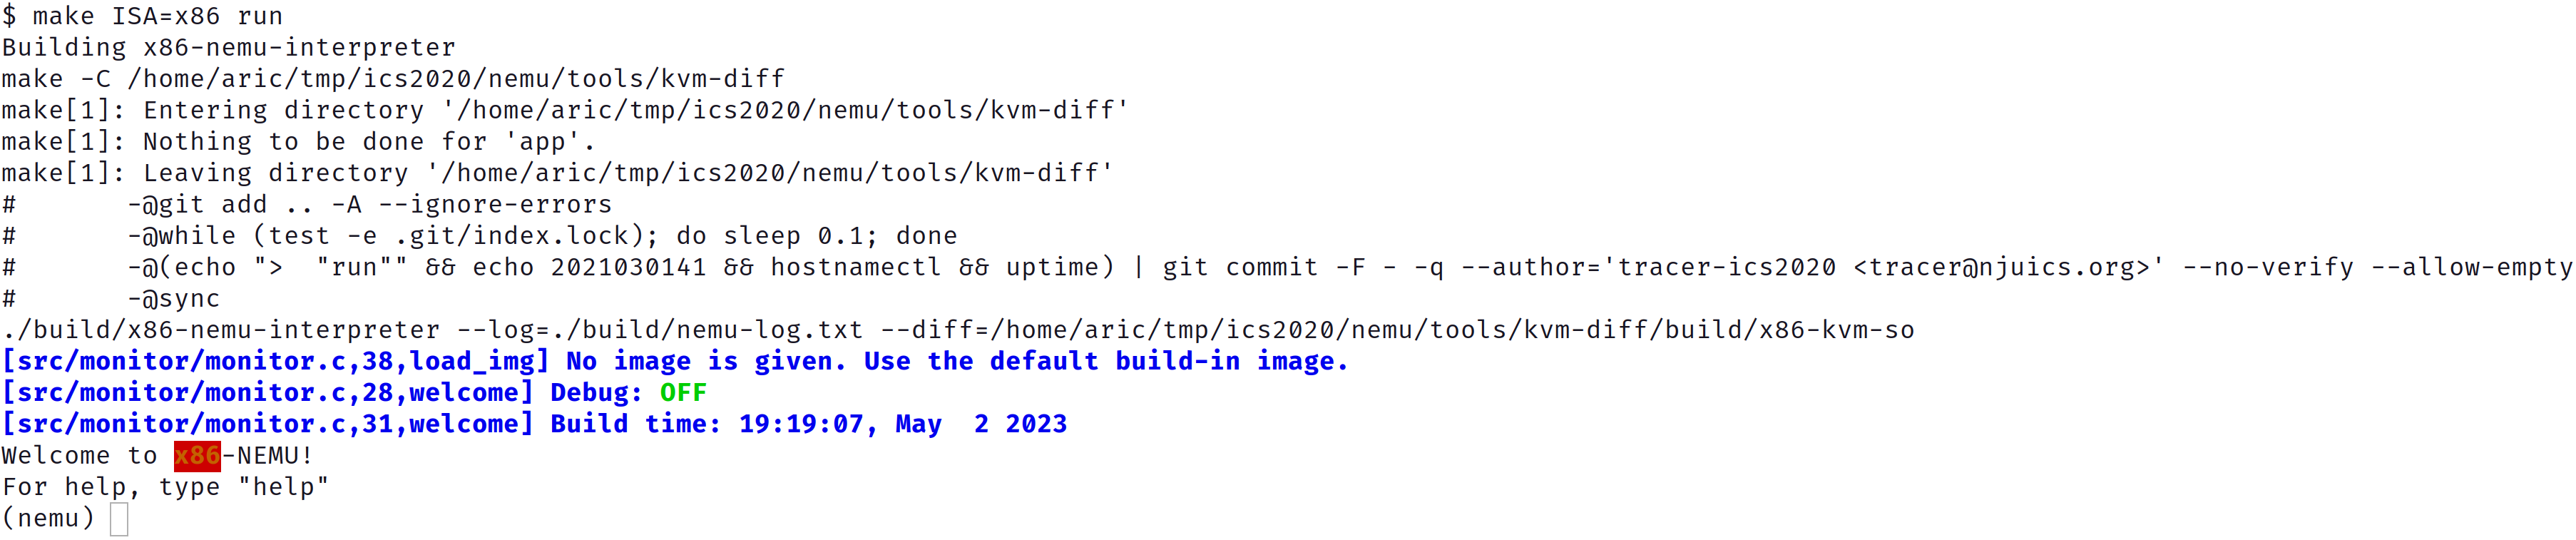 $ make ISA=x86 run
Building x86-nemu-interpreter
make -C /home/aric/tmp/ics2020/nemu/tools/kvm-diff
make[1]: Entering directory '/home/aric/tmp/ics2020/nemu/tools/kvm-diff'
make[1]: Nothing to be done for 'app'.
make[1]: Leaving directory '/home/aric/tmp/ics2020/nemu/tools/kvm-diff'
#       -@git add .. -A --ignore-errors
#       -@while (test -e .git/index.lock); do sleep 0.1; done
#       -@(echo ">  "run"" && echo 2021030141 && hostnamectl && uptime) | git commit -F - -q --author='tracer-ics2020 <tracer@njuics.org>' --no-verify --allow-empty
#       -@sync
./build/x86-nemu-interpreter --log=./build/nemu-log.txt --diff=/home/aric/tmp/ics2020/nemu/tools/kvm-diff/build/x86-kvm-so
[src/monitor/monitor.c,38,load_img] No image is given. Use the default build-in image.
[src/monitor/monitor.c,28,welcome] Debug: OFF
[src/monitor/monitor.c,31,welcome] Build time: 19:19:07, May  2 2023
Welcome to x86-NEMU!
For help, type "help"
(nemu)